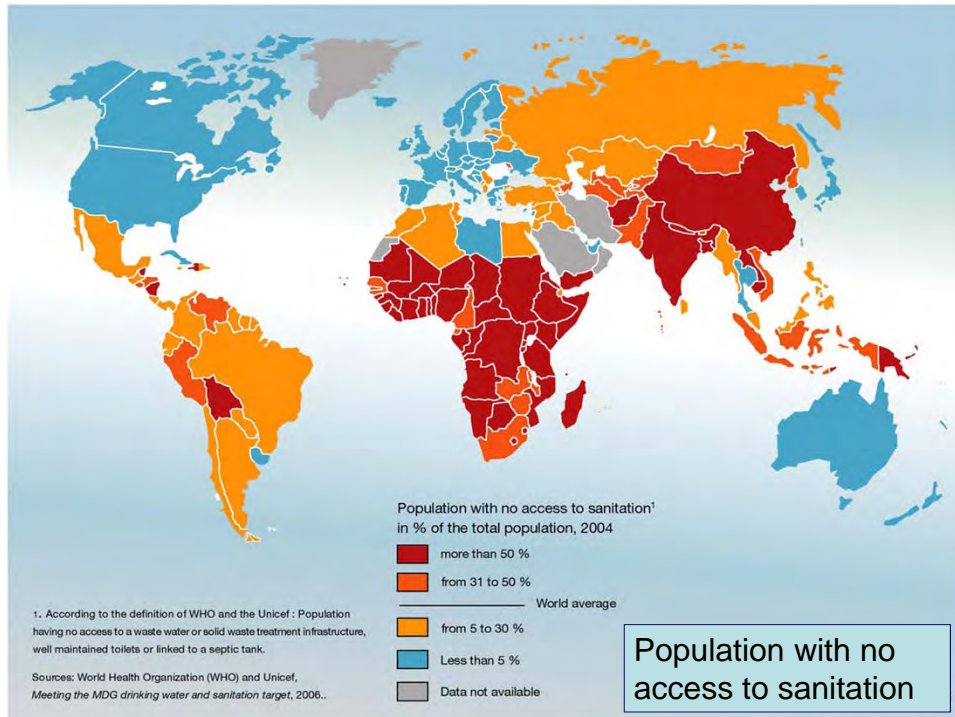 Population with no access to sanitation¹
in % of the total population, 2004
more than 50 %
from 31 to 50 %
World average
from 5 to 30 %
Less than 5 %
Data not available
1. According to the definition of WHO and the Unicef : Population
having no access to a waste water or solid waste treatment infrastructure,
well maintained toilets or linked to a septic tank.
Sources: World Health Organization (WHO) and Unicef,
Meeting the MDG drinking water and sanitation target, 2006..
Population with no
access to sanitation